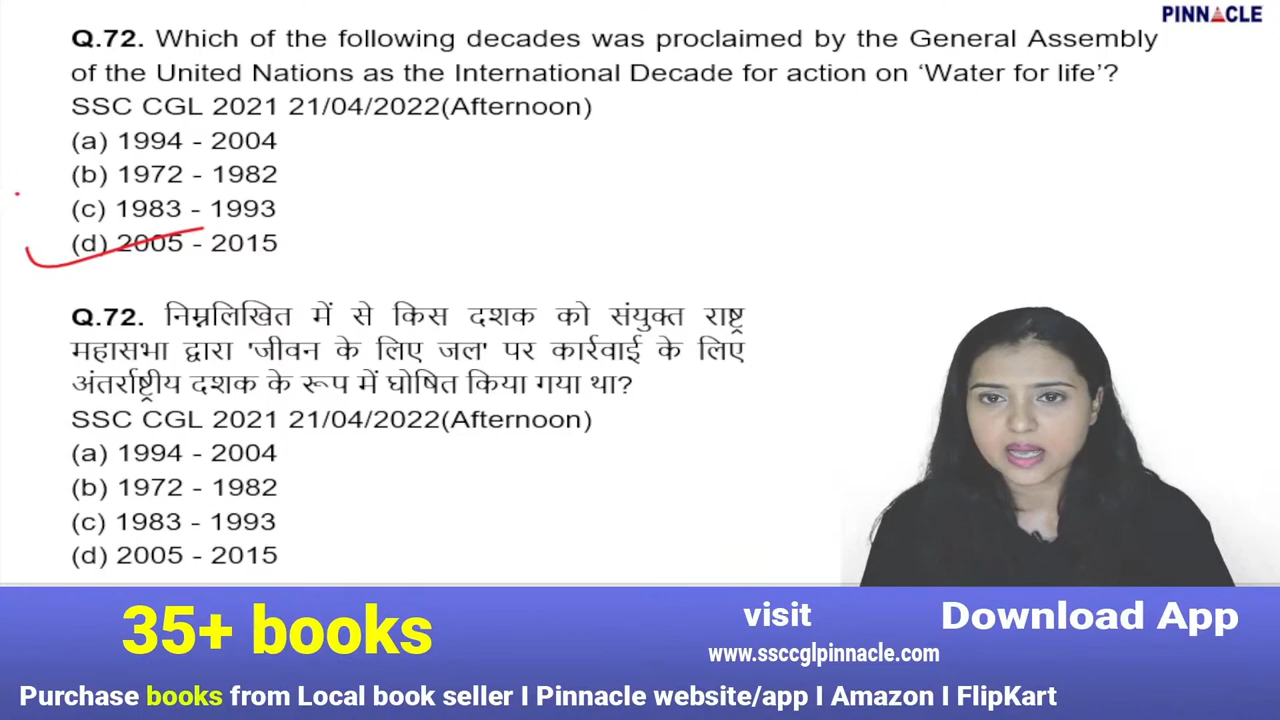 PINNACLE
Q.72. Which of the following decades was proclaimed by the General Assembly
of the United Nations as the International Decade for action on ‘Water for life’?
SSC CGL 2021 21/04/2022(Afternoon)
(a) 1994 - 2004
(b) 1972 - 1982
(c) 1983 - 1993
(d) 2005 - 2015
Q.72. निम्नलिखित में से किस दशक को संयुक्त राष्ट्र
महासभा द्वारा 'जीवन के लिए जल' पर कार्रवाई के लिए
अंतर्राष्ट्रीय दशक के रूप में घोषित किया गया था?
SSC CGL 2021 21/04/2022(Afternoon)
(a) 1994 - 2004
(b) 1972 - 1982
(c) 1983 - 1993
(d) 2005 - 2015
35+ books
visit
www.ssccglpinnacle.com
Download App
Purchase books from Local book seller I Pinnacle website/app I Amazon I FlipKart